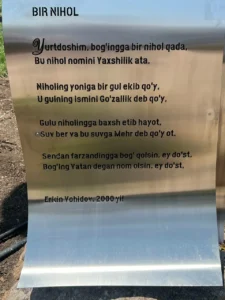 BIR NIHOL
Yurtdoshim, bog'ingga bir nihol qada,
Bu nihol nomini Yaxshilik ata.
Niholing yoniga bir gul ekib qo'y,
U gulning ismini Go'zallik deb qo'y.
Gulu niholingga baxsh etib hayot,
Suv ber va bu suvga Mehr deb qo'y ot.
Sendan farzandingga bog' qolsin, ey do'st,
Bog'ing Vatan degan nom olsin, ey do'st.
Erkin Vohidov, 2000 yil